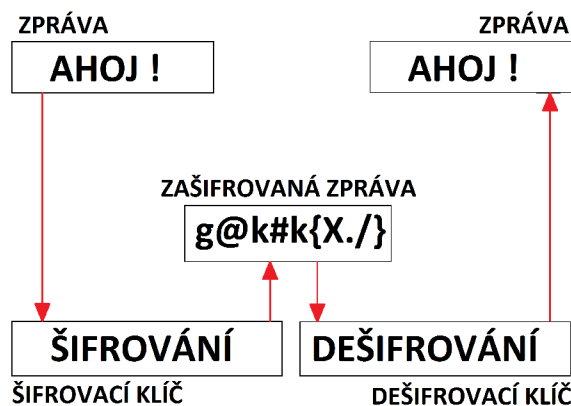 ZPRÁVA ZPRÁVA
AHOJ ! AHOJ !
ZAŠIFROVANÁ ZPRÁVA
g@k#k{X./}
ŠIFROVÁNÍ DEŠIFROVÁNÍ
ŠIFROVACÍ KLÍČ DEŠIFROVACÍ KLÍČ